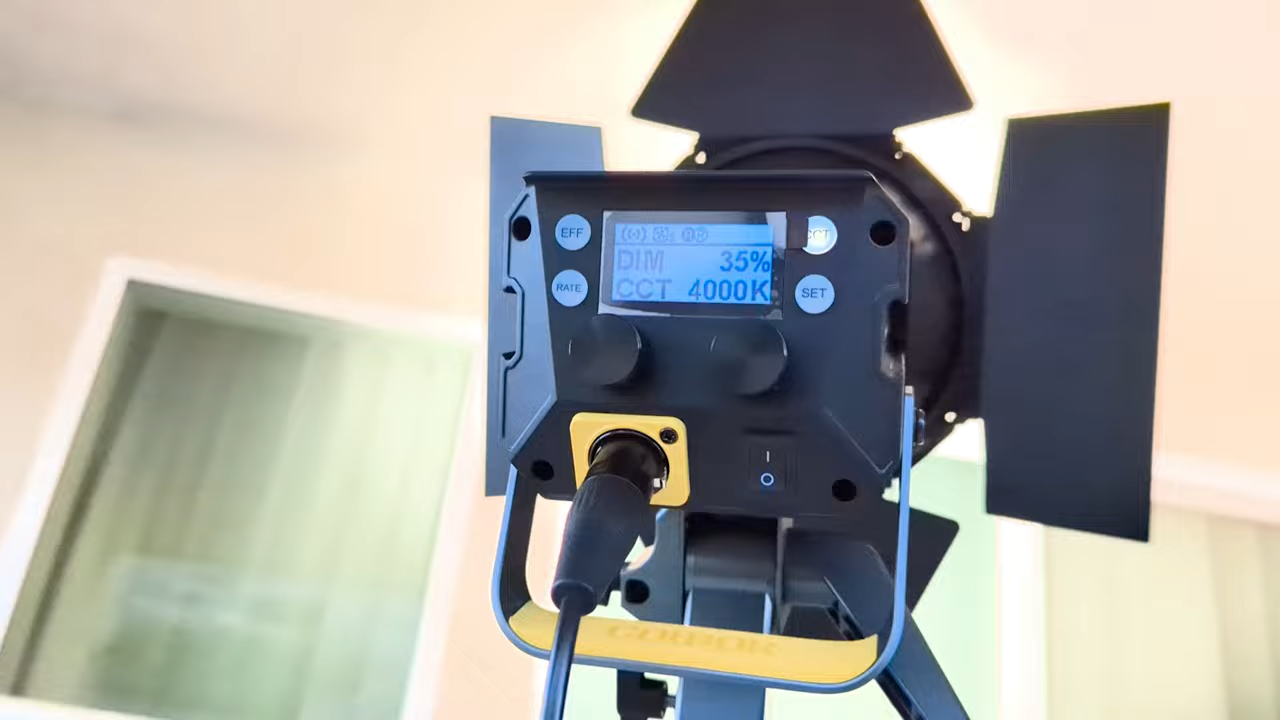 EFF
RATE
DIM 35%
CCT 4000K
CCT
SET